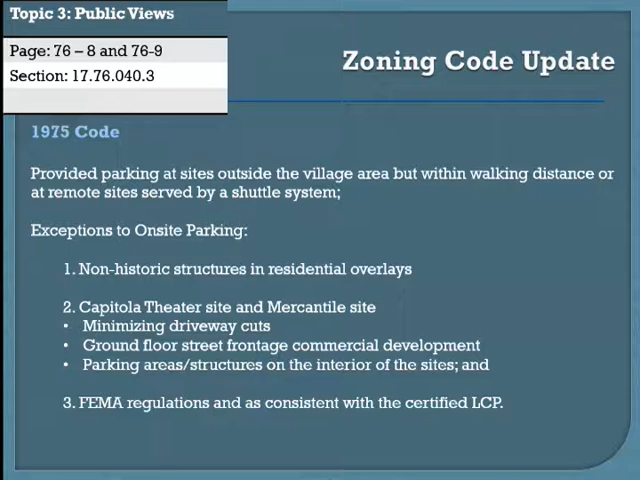 Topic 3: Public Views
Page: 76 – 8 and 76-9
Section: 17.76.040.3
Zoning Code Update
1975 Code
Provided parking at sites outside the village area but within walking distance or
at remote sites served by a shuttle system;
Exceptions to Onsite Parking:
1. Non-historic structures in residential overlays
2. Capitola Theater site and Mercantile site
• Minimizing driveway cuts
• Ground floor street frontage commercial development
• Parking areas/structures on the interior of the sites; and
3. FEMA regulations and as consistent with the certified LCP.